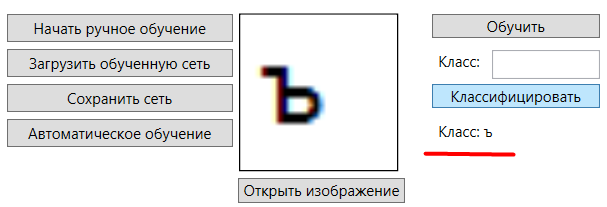 Начать ручное обучение
Загрузить обученную сеть
Сохранить сеть
Автоматическое обучение
Ъ
Открыть изображение
Обучить
Класс:
Классифицировать
Класс: ъ